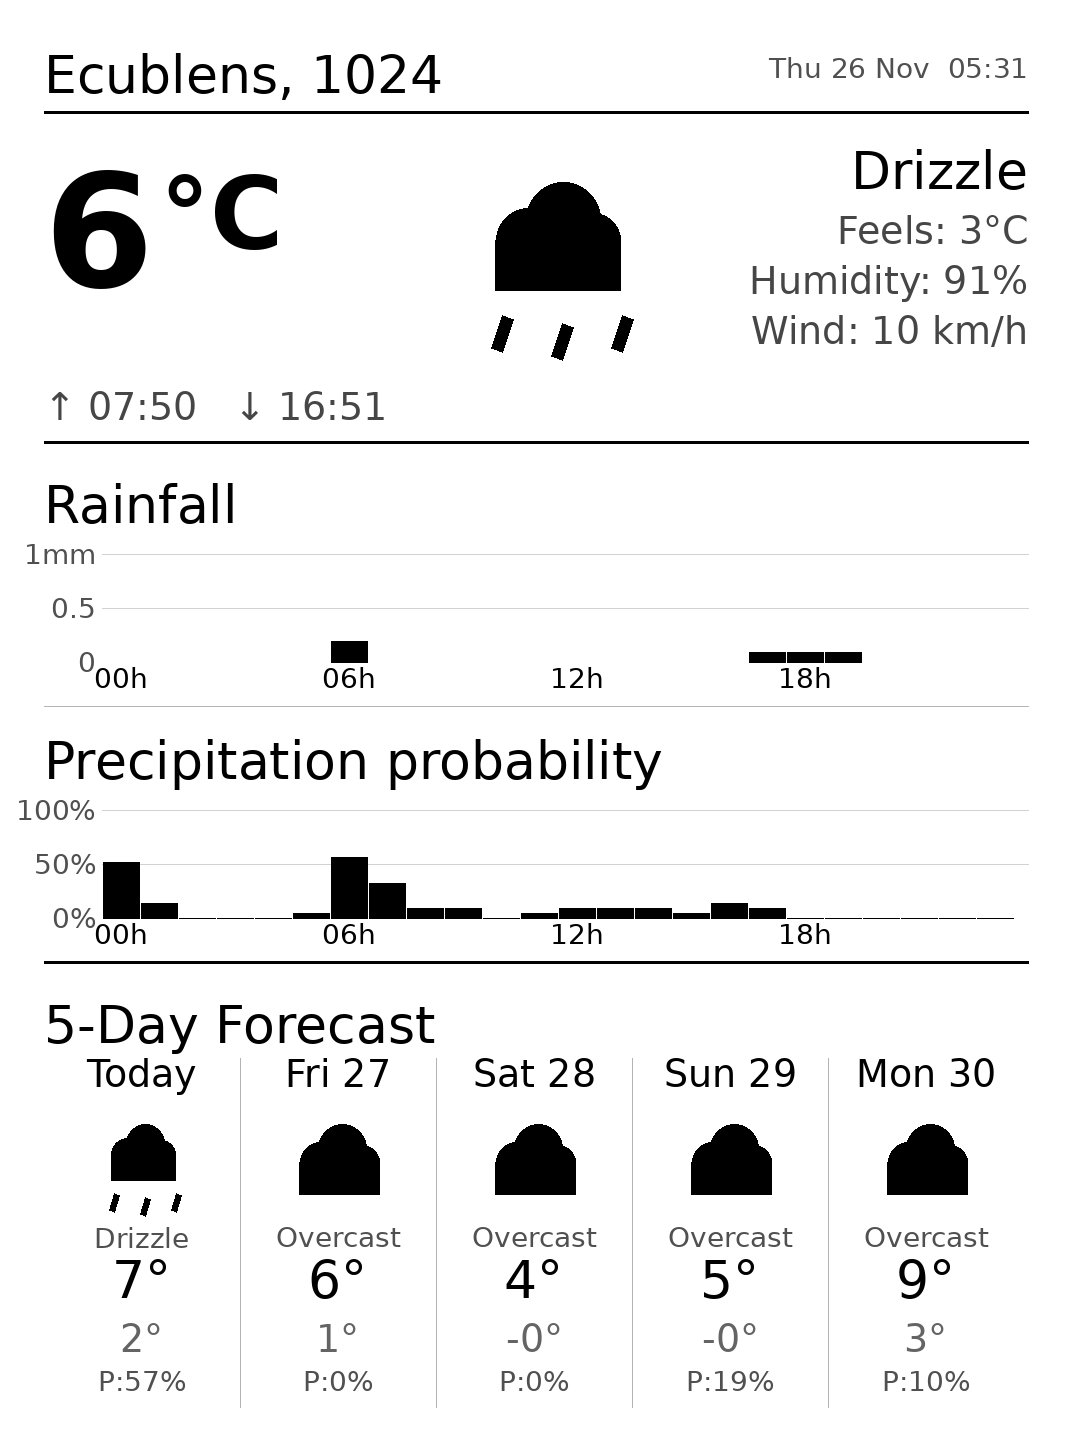 Ecublens, 1024
Thu 26 Nov 05:31
6°C
Drizzle
Feels: 3°C
Humidity: 91%
Wind: 10 km/h
↑ 07:50 ↓ 16:51
Rainfall
1mm
0.5
0
00h 06h 12h 18h
Precipitation probability
100%
50%
0%
00h 06h 12h 18h
5-Day Forecast
Today Fri 27 Sat 28 Sun 29 Mon 30
Drizzle Overcast Overcast Overcast Overcast
7° 6° 4° 5° 9°
2° 1° -0° -0° 3°
P:57% P:0% P:0% P:19% P:10%